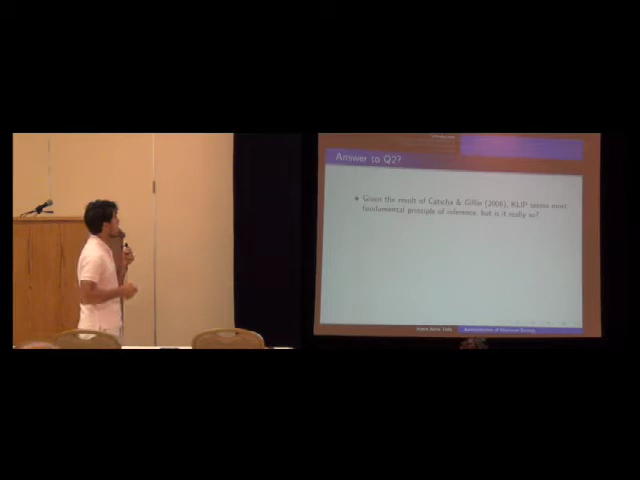 Answer to Q2?
Given the result of Caticha & Giffin (2006), KLIP seems most
fundamental principle of inference, but is it really so?